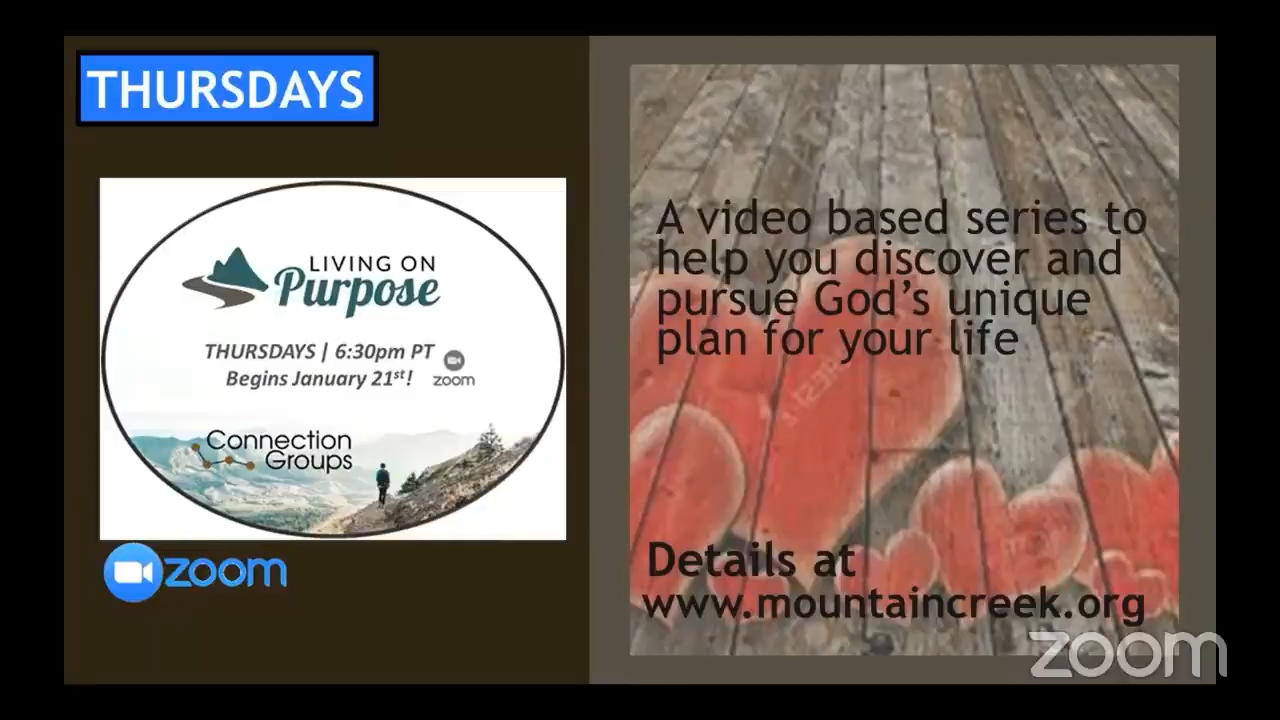 THURSDAYS
LIVING ON
Purpose
THURSDAYS | 6:30pm PT
Begins January 21st!
zoom
Connection
Groups
zoom
A video based series to
help you discover and
pursue God's unique
plan for your life
Details at
www.mountaincreek.org
zoom